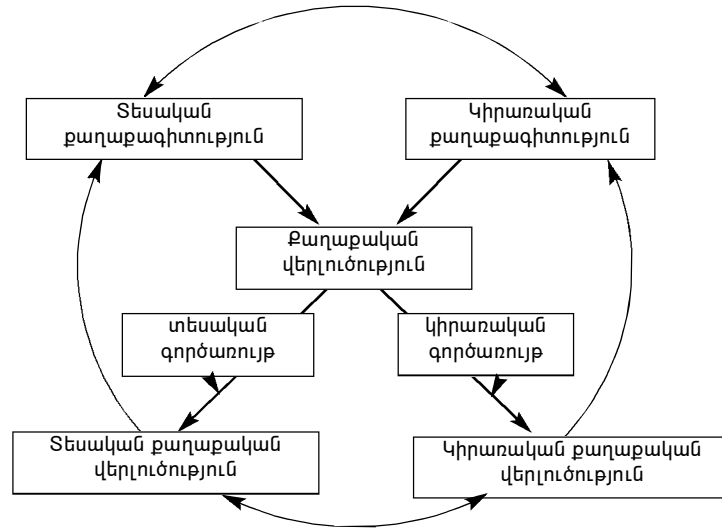 Տեսական
քաղաքագիտություն
Կիրառական
քաղաքագիտություն
Քաղաքական
վերլուծություն
տեսական
գործառույթ
կիրառական
գործառույթ
Տեսական քաղաքական
վերլուծություն
Կիրառական քաղաքական
վերլուծություն